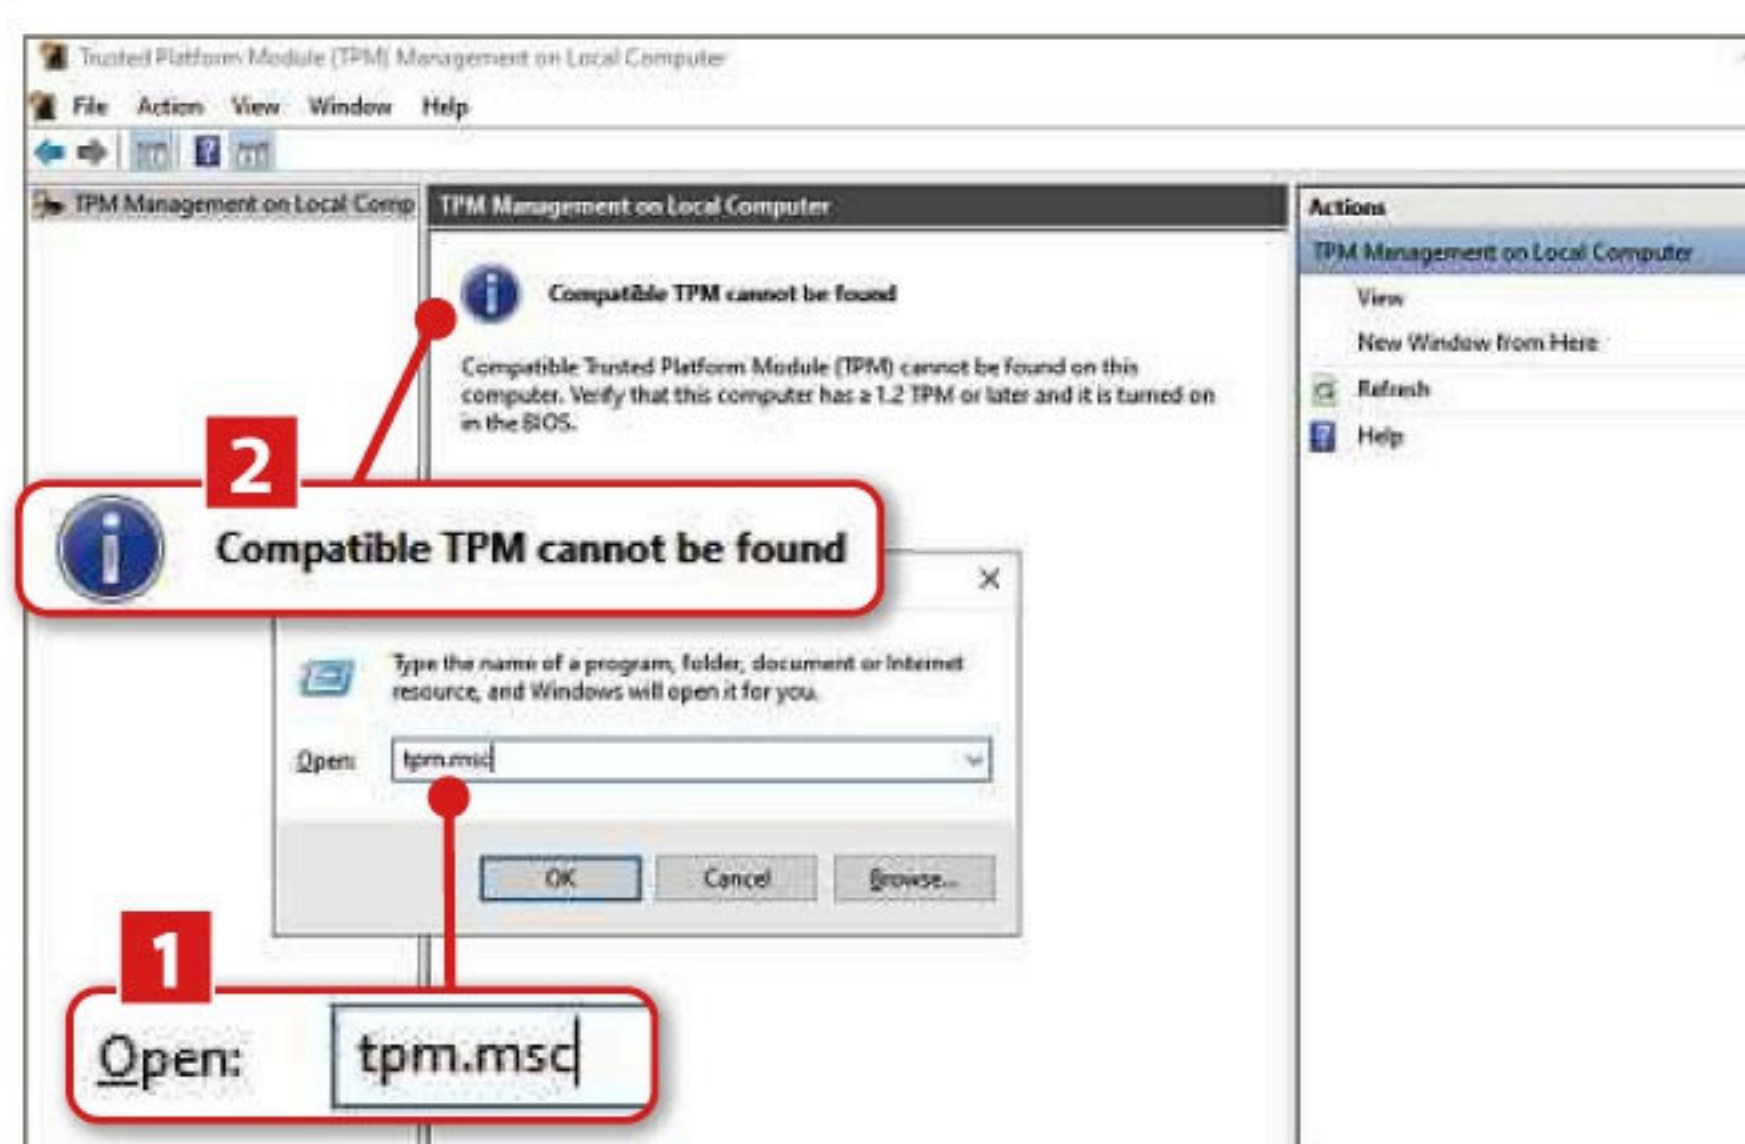 Trusted Platform Module (TPM) Management on Local Computer
File Action View Window Help
TPM Management on Local Comp
TPM Management on Local Computer
Compatible TPM cannot be found
Compatible Trusted Platform Module (TPM) cannot be found on this
computer. Verify that this computer has a 1.2 TPM or later and it is turned on
in the BIOS.
Actions
TPM Management on Local Computer
View
New Window from Here
Refresh
Help
2
Compatible TPM cannot be found
Type the name of a program, folder, document or Internet
resource, and Windows will open it for you.
Open: tpm.msc
OK Cancel Browse...
1
Open: tpm.msc